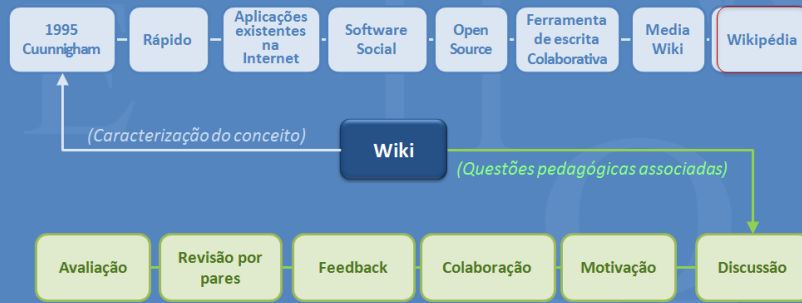 1995
Cuunnigham
Rápido
Aplicações
existentes
na
Internet
Software
Social
Open
Source
Ferramenta
de escrita
Colaborativa
Media
Wiki
Wikipédia
(Caracterização do conceito)
Wiki
(Questões pedagógicas associadas)
Avaliação
Revisão por
pares
Feedback
Colaboração
Motivação
Discussão